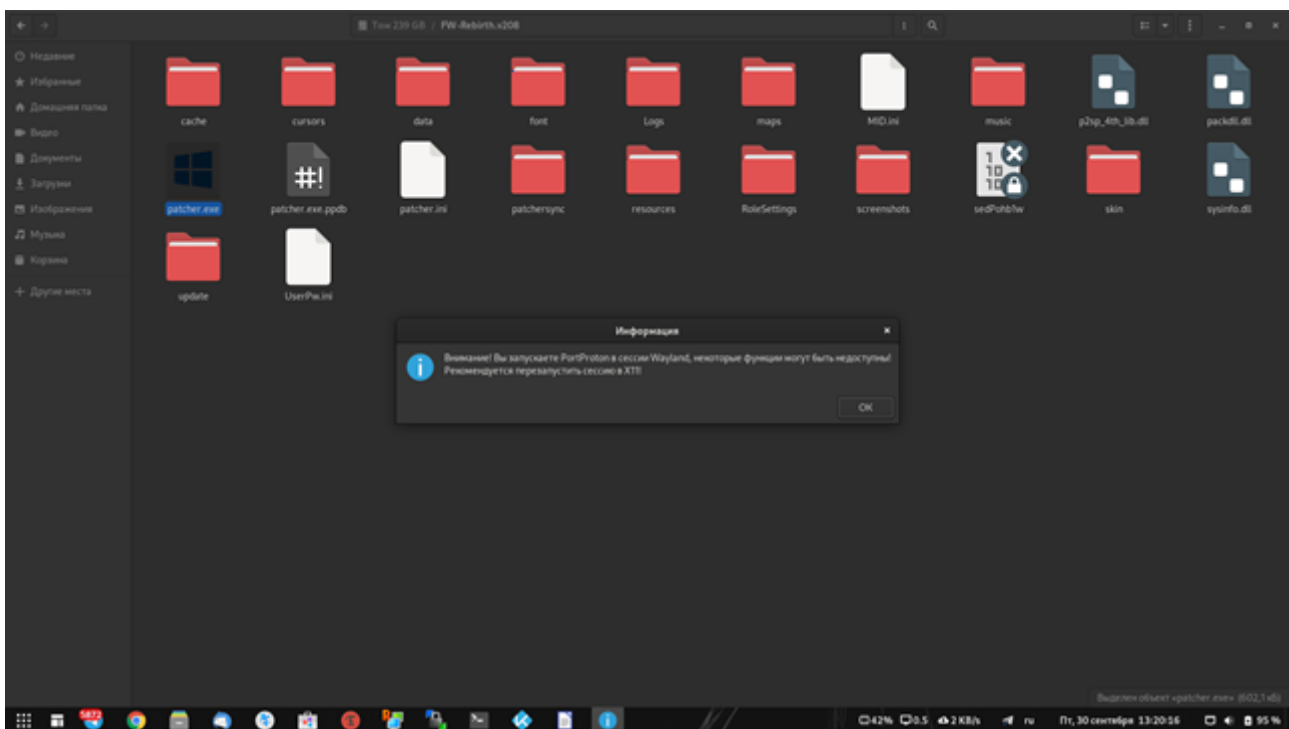 Том 239 GB / FW-Rebirth.v208
Недавние
Избранные
Домашняя папка
Видео
Документы
Загрузки
Изображения
Музыка
Корзина
+ Другие места
cache
cursors
data
font
Logs
maps
MID.ini
music
p2sp_4th_lib.dll
packdll.dll
patcher.exe
patcher.exe.ppdb
patcher.ini
patchersync
resources
RoleSettings
screenshots
skin
sysinfo.dll
update
UserPw.ini
Информация
Внимание! Вы запускаете PortProton в сессии Wayland, некоторые функции могут быть недоступны!
Рекомендуется перезапустить сессию в X11!
OK
Выделен объект «patcher.exe» (602,1 кБ)
5872
42% 0.5 2 KB/s ru Пт, 30 сентября 13:20:16 95 %